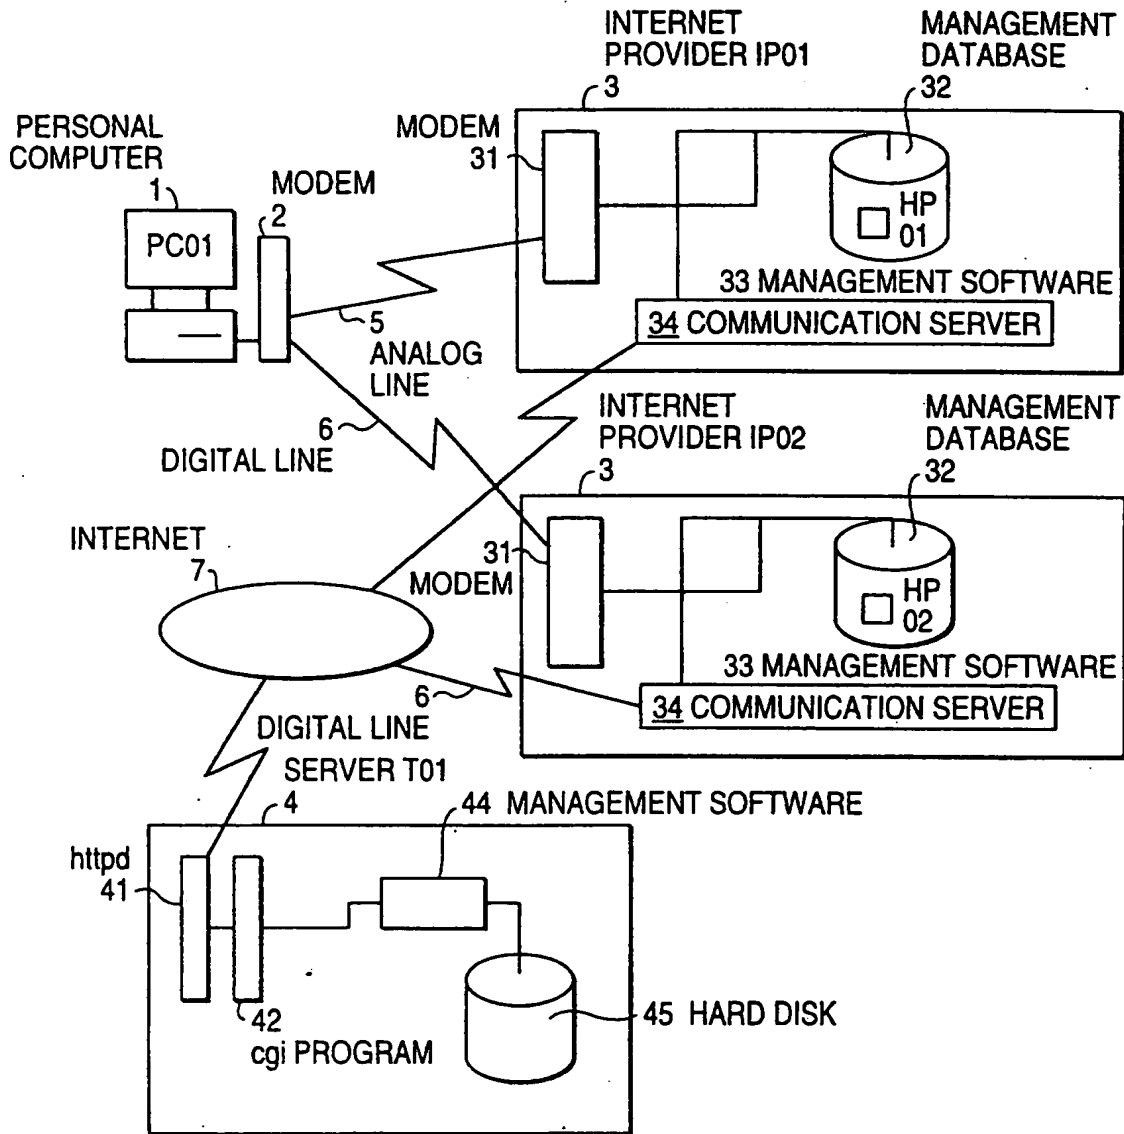 INTERNET
PROVIDER IP01
3
MANAGEMENT
DATABASE
32
PERSONAL
COMPUTER
1
MODEM
2
MODEM
31
PC01
HP
01
33 MANAGEMENT SOFTWARE
34 COMMUNICATION SERVER
5
ANALOG
LINE
6
DIGITAL LINE
INTERNET
PROVIDER IP02
3
MANAGEMENT
DATABASE
32
INTERNET
7
31
MODEM
HP
02
33 MANAGEMENT SOFTWARE
34 COMMUNICATION SERVER
6
DIGITAL LINE
SERVER T01
4
44 MANAGEMENT SOFTWARE
httpd
41
42
cgi PROGRAM
45 HARD DISK